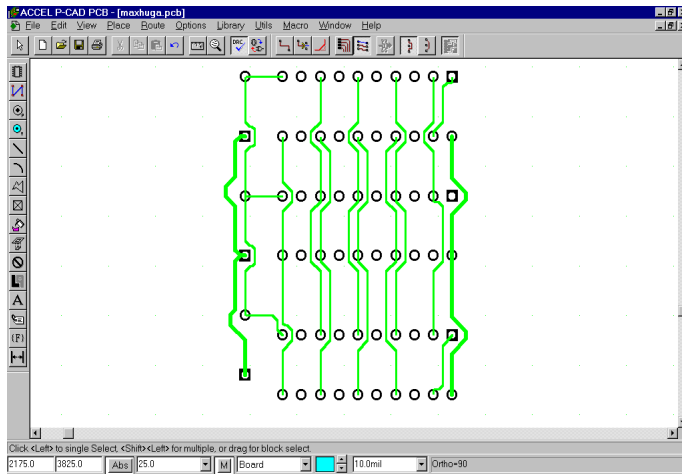 ACCEL P-CAD PCB - [maxhuga.pcb]
File Edit View Place Route Options Library Utils Macro Window Help
DRC
A
{P}
Click <Left> to single Select, <Shift><Left> for multiple, or drag for block select.
2175.0 3825.0 Abs 25.0 M Board 10.0mil Ortho=90